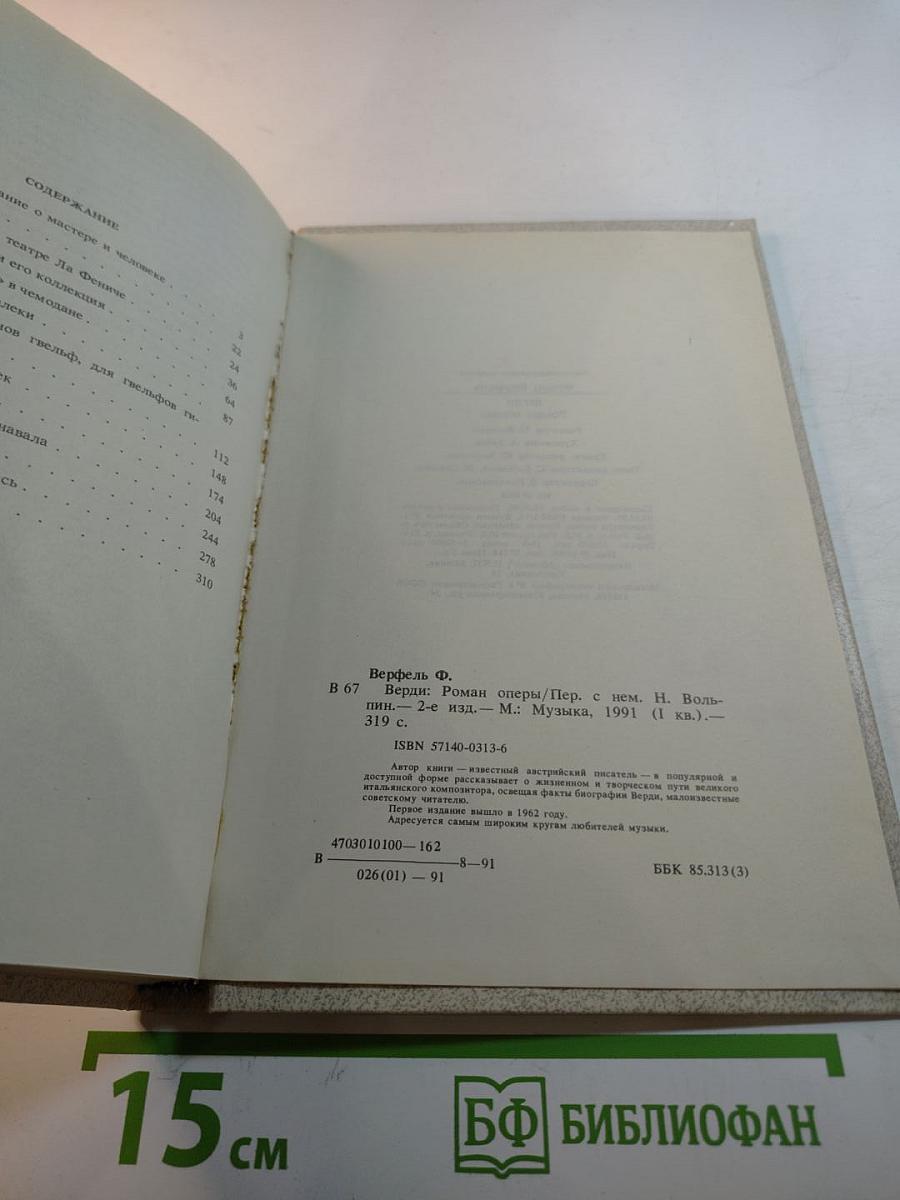 СОДЕРЖАНИЕ
ание о мастере и человеке
3
театре Ла Фениче
22
и его коллекция
24
в чемодане
36
64
нов гвельф, для гвельфов ги-
87
112
148
навала
174
204
сь
244
278
310
Верфель Ф.
В 67 Верди: Роман оперы/Пер. с нем. Н. Воль-
пин.— 2-е изд.— М.: Музыка, 1991 (I кв.).—
319 с.
ISBN 57140-0313-6
Автор книги — известный австрийский писатель — в популярной и
доступной форме рассказывает о жизненном и творческом пути великого
итальянского композитора, освещая факты биографии Верди, малоизвестные
советскому читателю.
Первое издание вышло в 1962 году.
Адресуется самым широким кругам любителей музыки.
4703010100—162
В 8—91
026(01) — 91
ББК 85.313(3)
15 см
БФ БИБЛИОФАН